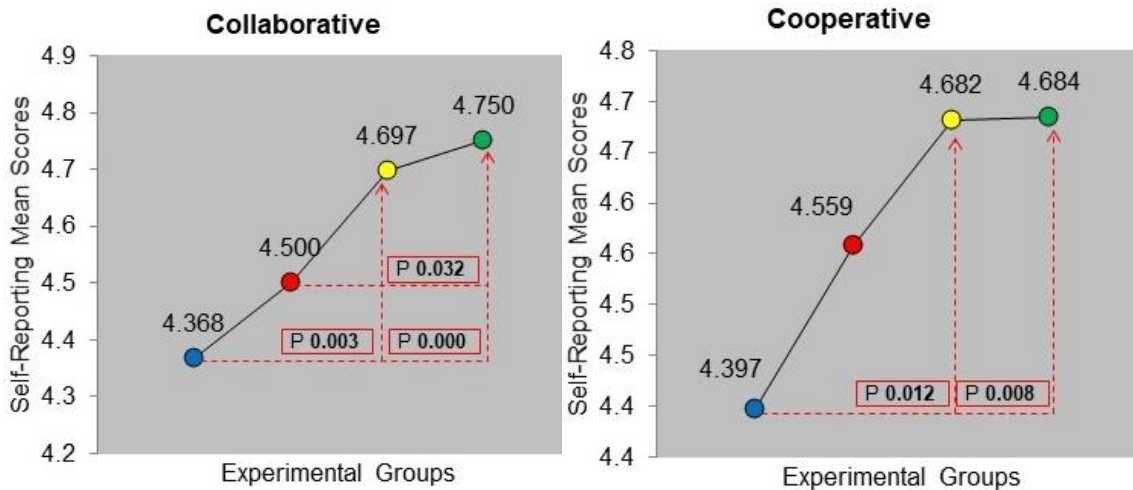 Collaborative
Self-Reporting Mean Scores
4.9
4.8
4.7
4.6
4.5
4.4
4.3
4.2
4.368
4.500
4.697
4.750
P 0.032
P 0.003
P 0.000
Experimental Groups
Cooperative
Self-Reporting Mean Scores
4.8
4.7
4.7
4.6
4.6
4.5
4.5
4.4
4.4
4.397
4.559
4.682
4.684
P 0.012
P 0.008
Experimental Groups